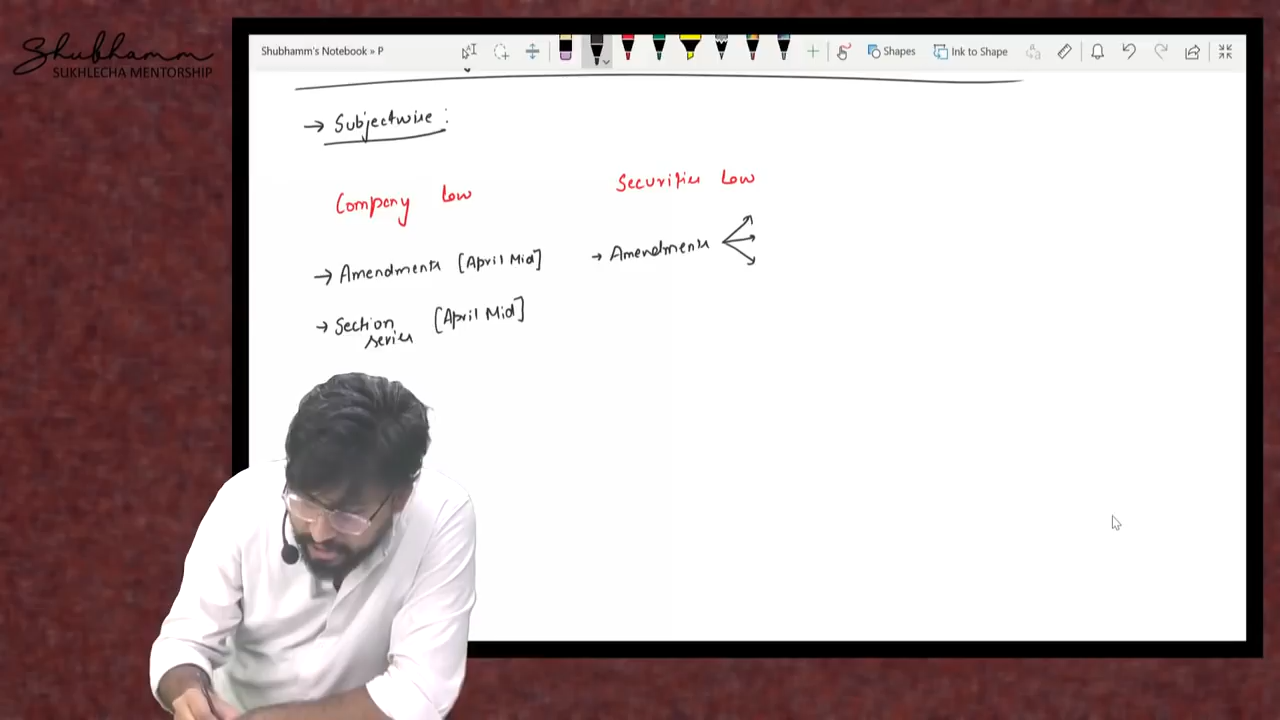 Shubhamm
SUKHLECHA MENTORSHIP
Shubhamm's Notebook » P
Shapes
Ink to Shape
→ Subjectwise :
Company Law
Securities Law
→ Amendments [April Mid]
→ Amendments
→ Section series [April Mid]